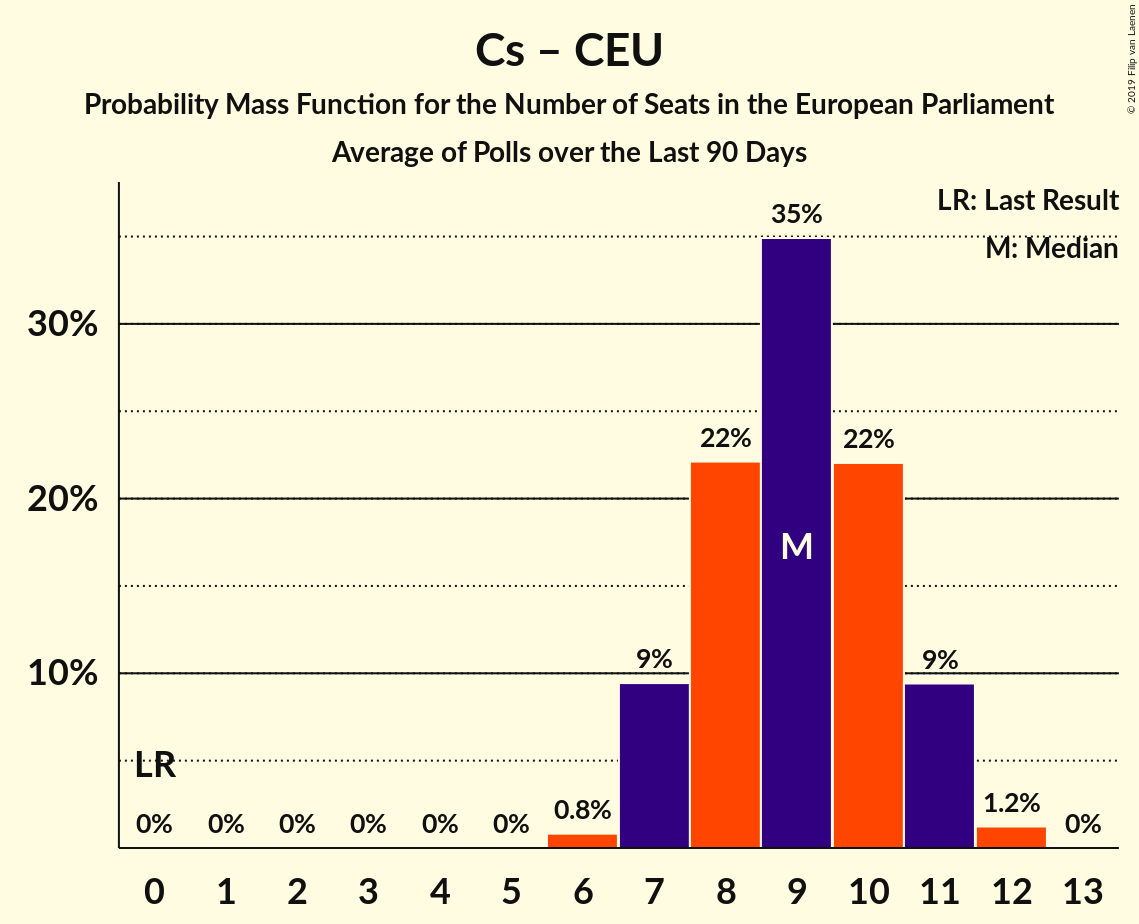 Cs – CEU
Probability Mass Function for the Number of Seats in the European Parliament
Average of Polls over the Last 90 Days
© 2019 Filip van Laenen
LR: Last Result
M: Median
30%
20%
10%
LR
0% 0% 0% 0% 0% 0% 0.8% 9% 22% 35% 22% 9% 1.2% 0%
M
0 1 2 3 4 5 6 7 8 9 10 11 12 13